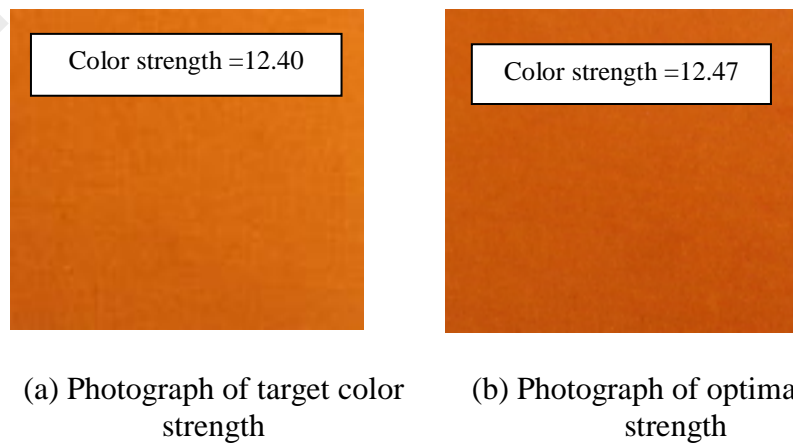 Color strength =12.40
Color strength =12.47
(a) Photograph of target color
strength
(b) Photograph of optima
strength